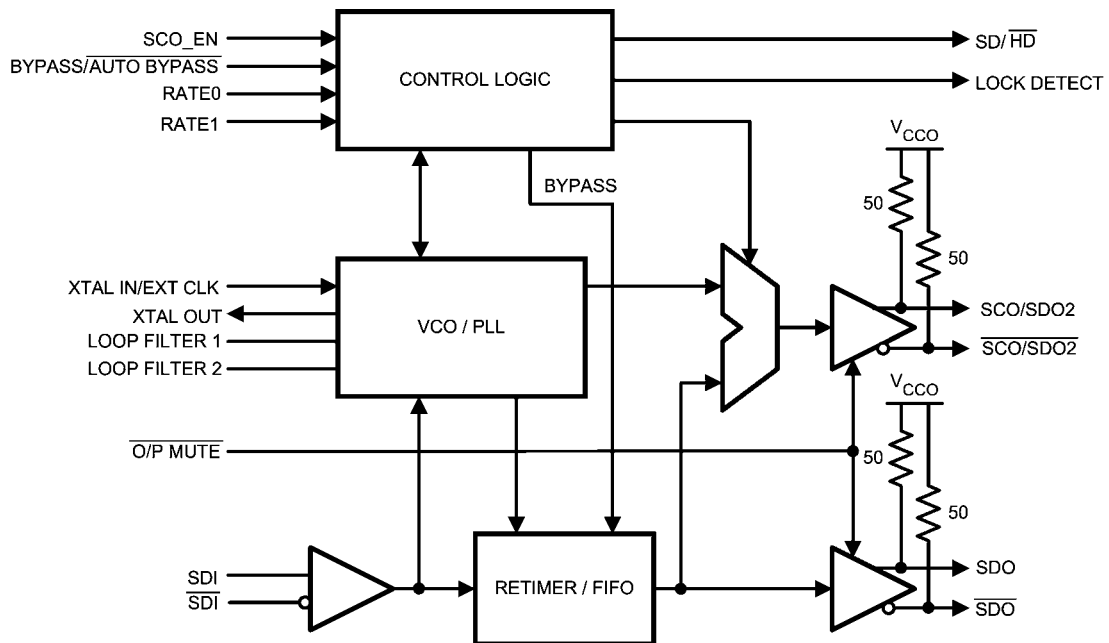 SCO_EN
BYPASS/AUTO BYPASS
RATE0
RATE1
CONTROL LOGIC
SD/HD
LOCK DETECT
BYPASS
VCCO
50
50
XTAL IN/EXT CLK
XTAL OUT
LOOP FILTER 1
LOOP FILTER 2
VCO / PLL
SCO/SDO2
SCO/SDO2
VCCO
O/P MUTE
50
50
SDI
SDI
RETIMER / FIFO
SDO
SDO